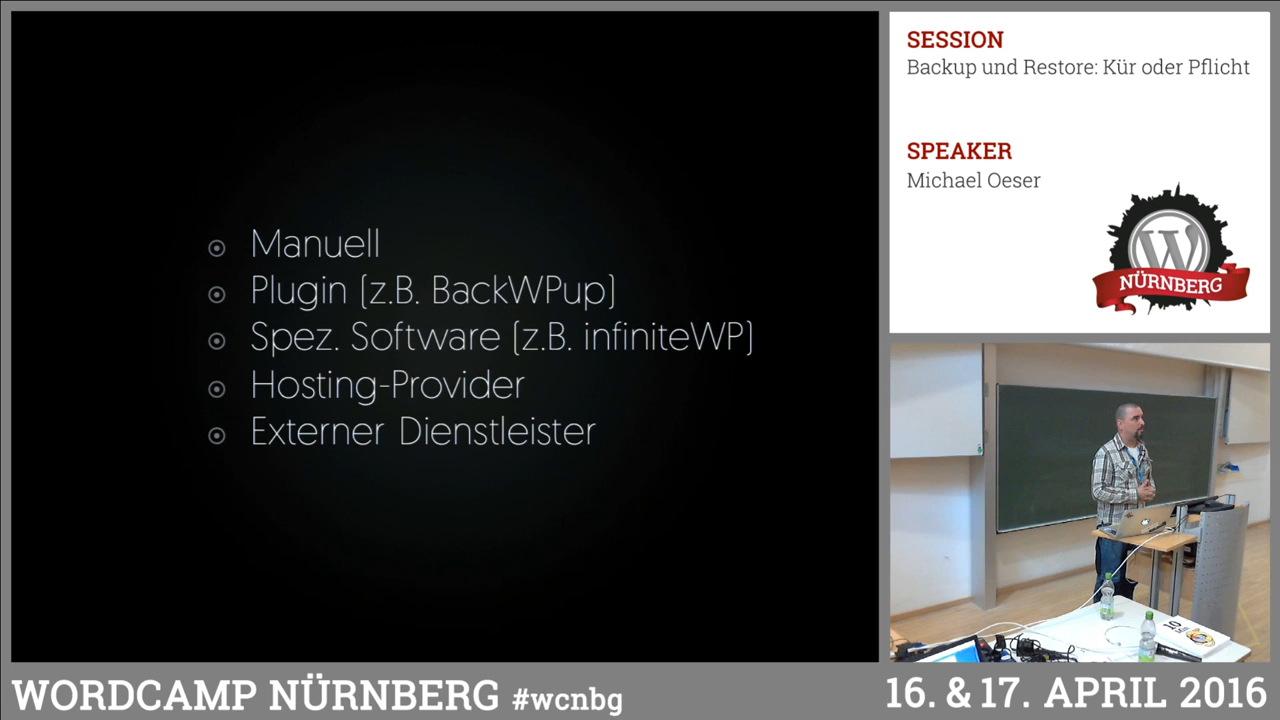 Manuell
Plugin (z.B. BackWPup)
Spez. Software (z.B. infiniteWP)
Hosting-Provider
Externer Dienstleister
SESSION
Backup und Restore: Kür oder Pflicht
SPEAKER
Michael Oeser
W
NÜRNBERG
10
WORDCAMP NÜRNBERG #wcnbg
16. & 17. APRIL 2016